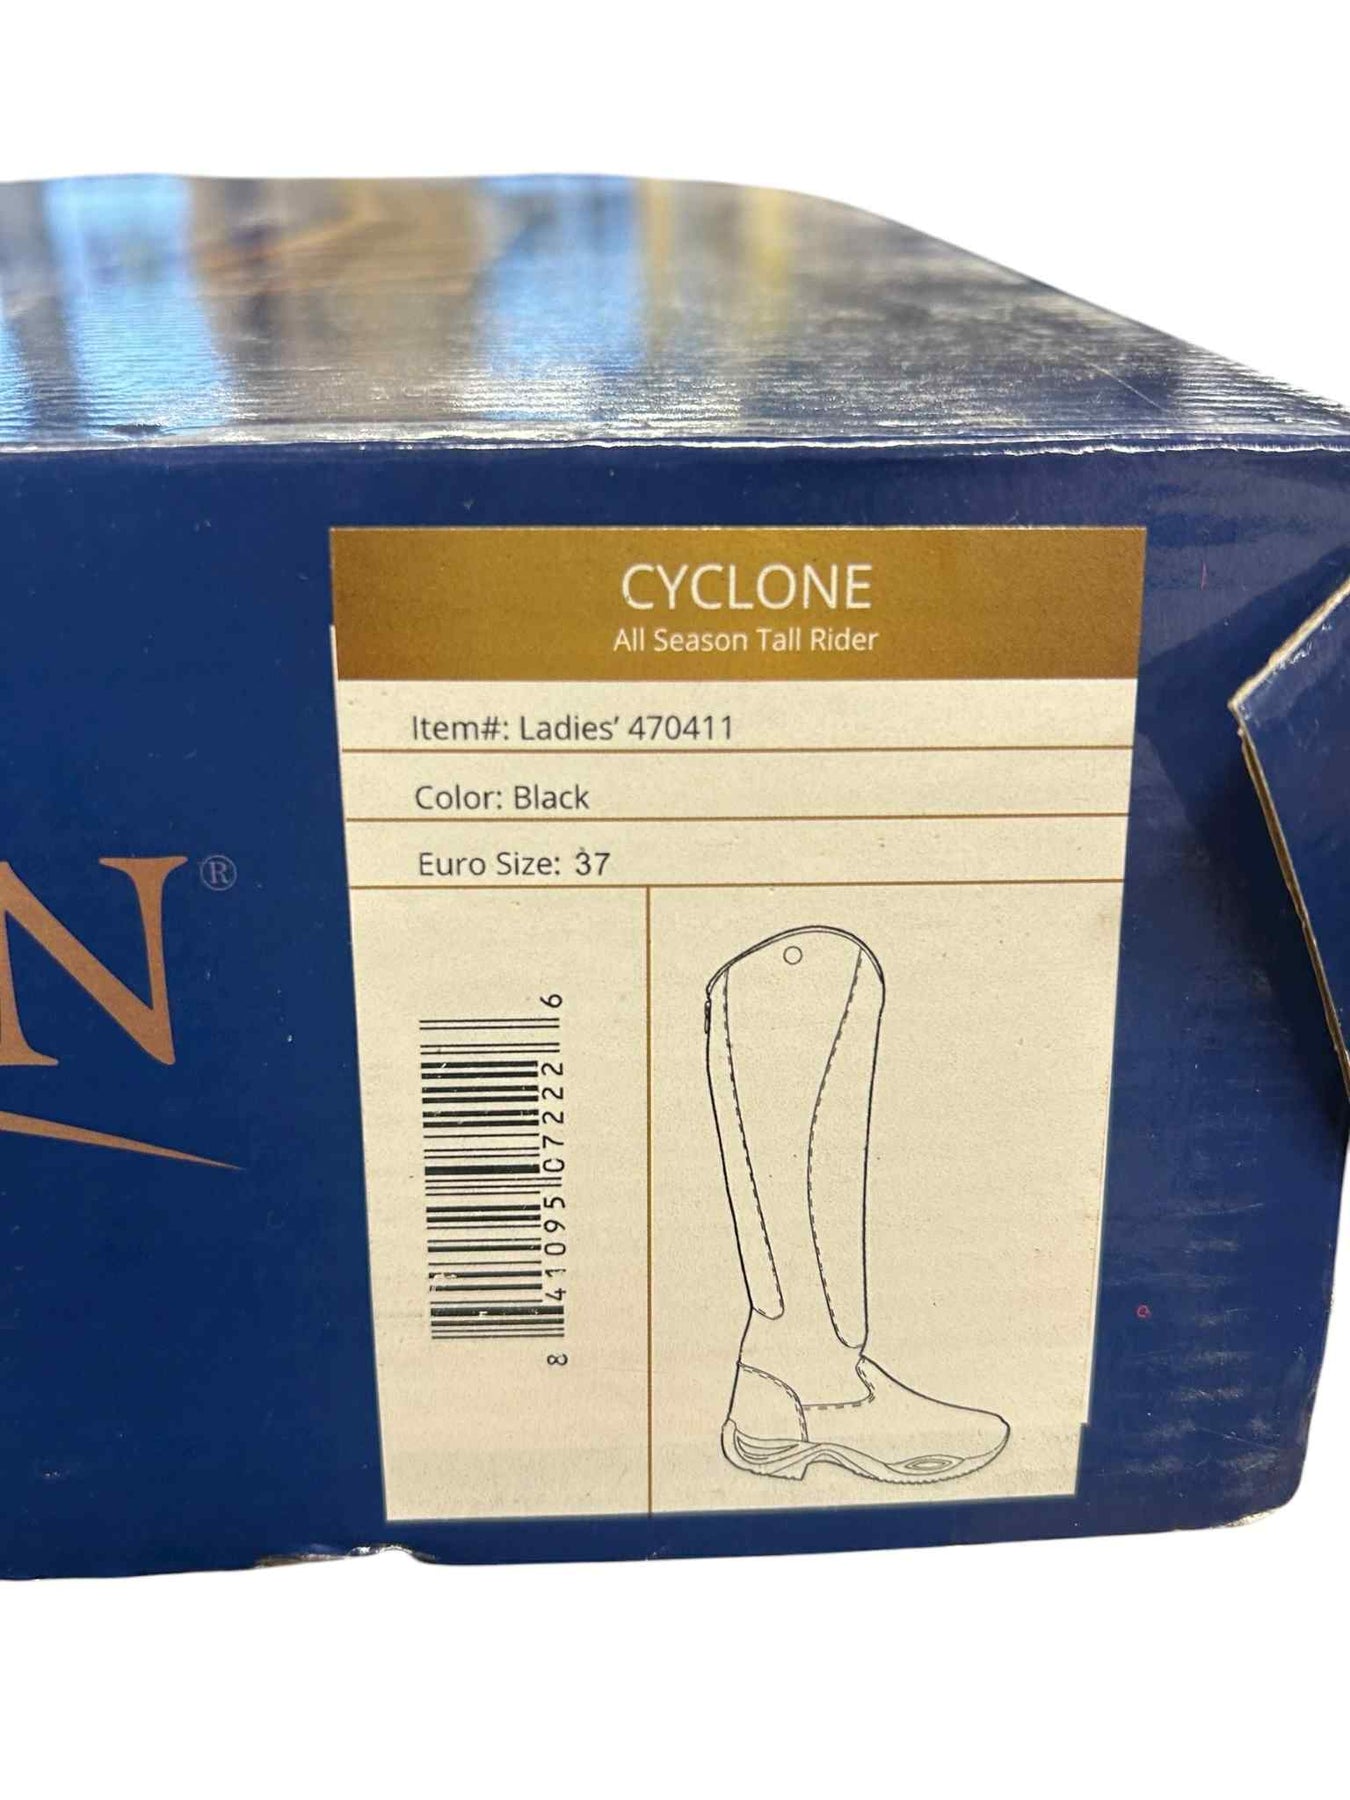 CYCLONE
All Season Tall Rider
Item#: Ladies’ 470411
Color: Black
Euro Size: 37
N®
8 41095 07222 6